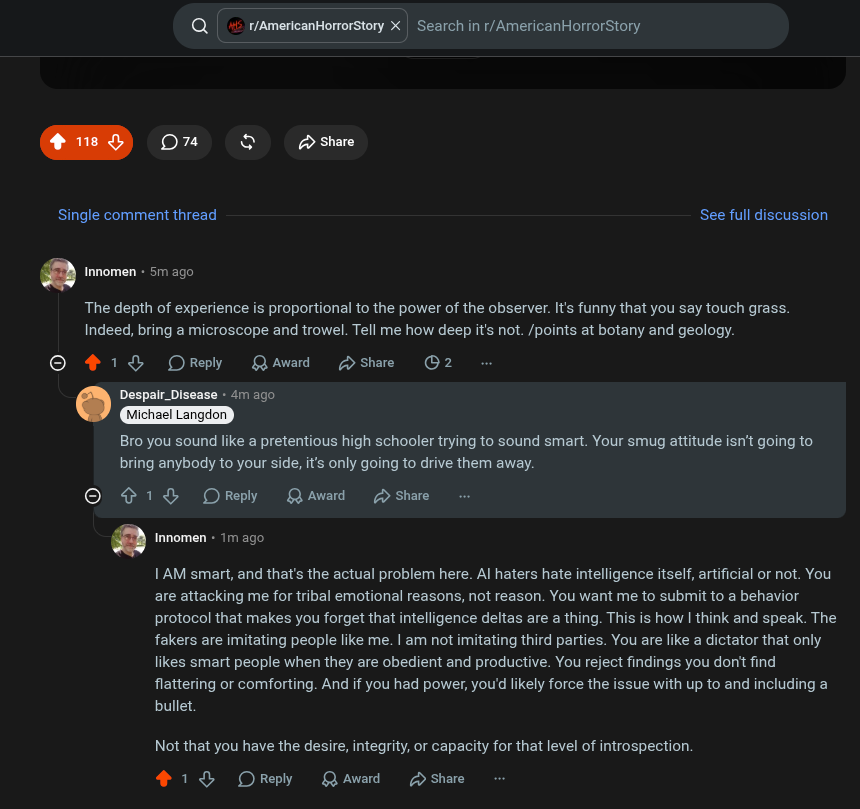 r/AmericanHorrorStory
Search in r/AmericanHorrorStory
118
74
Share
Single comment thread
See full discussion
Innomen • 5m ago
The depth of experience is proportional to the power of the observer. It's funny that you say touch grass.
Indeed, bring a microscope and trowel. Tell me how deep it's not. /points at botany and geology.
1 Reply Award Share 2 ...
Despair_Disease • 4m ago
Michael Langdon
Bro you sound like a pretentious high schooler trying to sound smart. Your smug attitude isn’t going to
bring anybody to your side, it’s only going to drive them away.
1 Reply Award Share ...
Innomen • 1m ago
I AM smart, and that's the actual problem here. AI haters hate intelligence itself, artificial or not. You
are attacking me for tribal emotional reasons, not reason. You want me to submit to a behavior
protocol that makes you forget that intelligence deltas are a thing. This is how I think and speak. The
fakers are imitating people like me. I am not imitating third parties. You are like a dictator that only
likes smart people when they are obedient and productive. You reject findings you don't find
flattering or comforting. And if you had power, you'd likely force the issue with up to and including a
bullet.
Not that you have the desire, integrity, or capacity for that level of introspection.
1 Reply Award Share ...